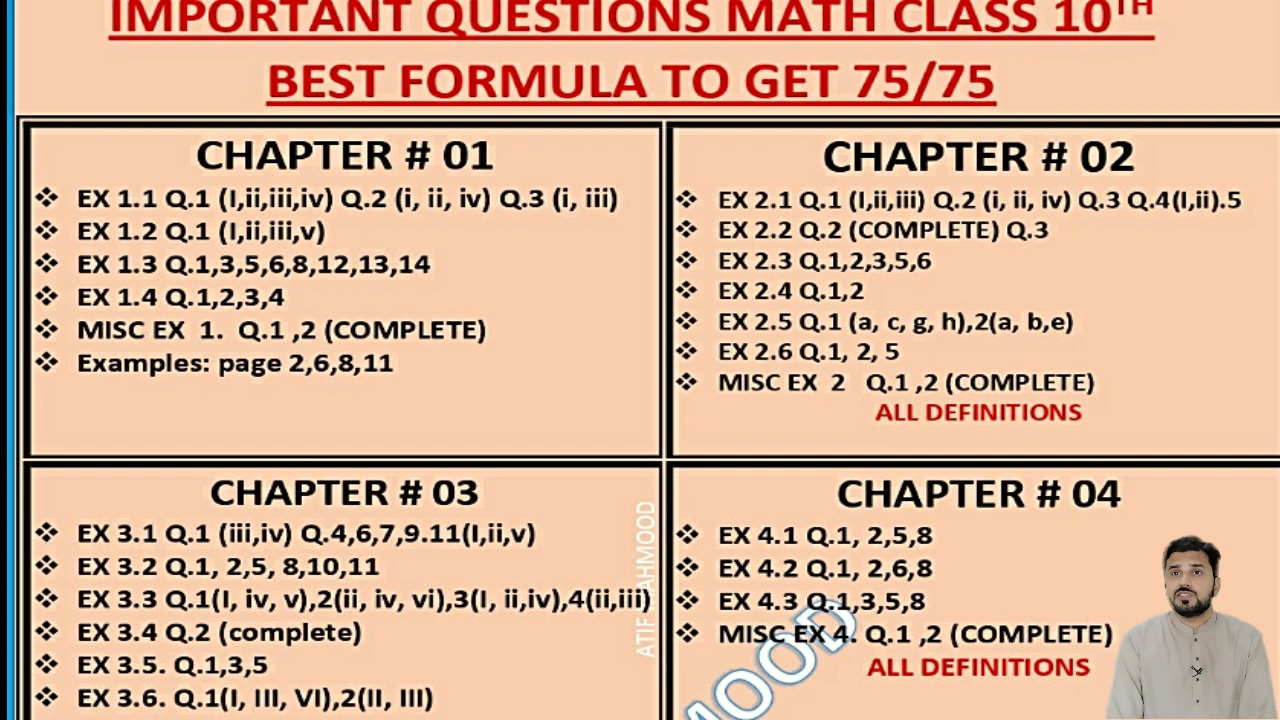 IMPORTANT QUESTIONS MATH CLASS 10TH
BEST FORMULA TO GET 75/75
CHAPTER # 01
❖ EX 1.1 Q.1 (I,ii,iii,iv) Q.2 (i, ii, iv) Q.3 (i, iii)
❖ EX 1.2 Q.1 (I,ii,iii,v)
❖ EX 1.3 Q.1,3,5,6,8,12,13,14
❖ EX 1.4 Q.1,2,3,4
❖ MISC EX 1. Q.1 ,2 (COMPLETE)
❖ Examples: page 2,6,8,11
CHAPTER # 02
❖ EX 2.1 Q.1 (I,ii,iii) Q.2 (i, ii, iv) Q.3 Q.4(I,ii).5
❖ EX 2.2 Q.2 (COMPLETE) Q.3
❖ EX 2.3 Q.1,2,3,5,6
❖ EX 2.4 Q.1,2
❖ EX 2.5 Q.1 (a, c, g, h),2(a, b,e)
❖ EX 2.6 Q.1, 2, 5
❖ MISC EX 2 Q.1 ,2 (COMPLETE)
ALL DEFINITIONS
CHAPTER # 03
❖ EX 3.1 Q.1 (iii,iv) Q.4,6,7,9.11(I,ii,v)
❖ EX 3.2 Q.1, 2,5, 8,10,11
❖ EX 3.3 Q.1(I, iv, v),2(ii, iv, vi),3(I, ii,iv),4(ii,iii)
❖ EX 3.4 Q.2 (complete)
❖ EX 3.5. Q.1,3,5
❖ EX 3.6. Q.1(I, III, VI),2(II, III)
CHAPTER # 04
❖ EX 4.1 Q.1, 2,5,8
❖ EX 4.2 Q.1, 2,6,8
❖ EX 4.3 Q.1,3,5,8
❖ MISC EX 4. Q.1 ,2 (COMPLETE)
ALL DEFINITIONS
ATIF